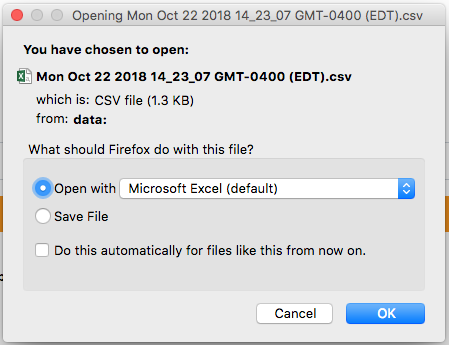 Opening Mon Oct 22 2018 14_23_07 GMT-0400 (EDT).csv
You have chosen to open:
Mon Oct 22 2018 14_23_07 GMT-0400 (EDT).csv
which is: CSV file (1.3 KB)
from: data:
What should Firefox do with this file?
Open with Microsoft Excel (default)
Save File
Do this automatically for files like this from now on.
Cancel OK